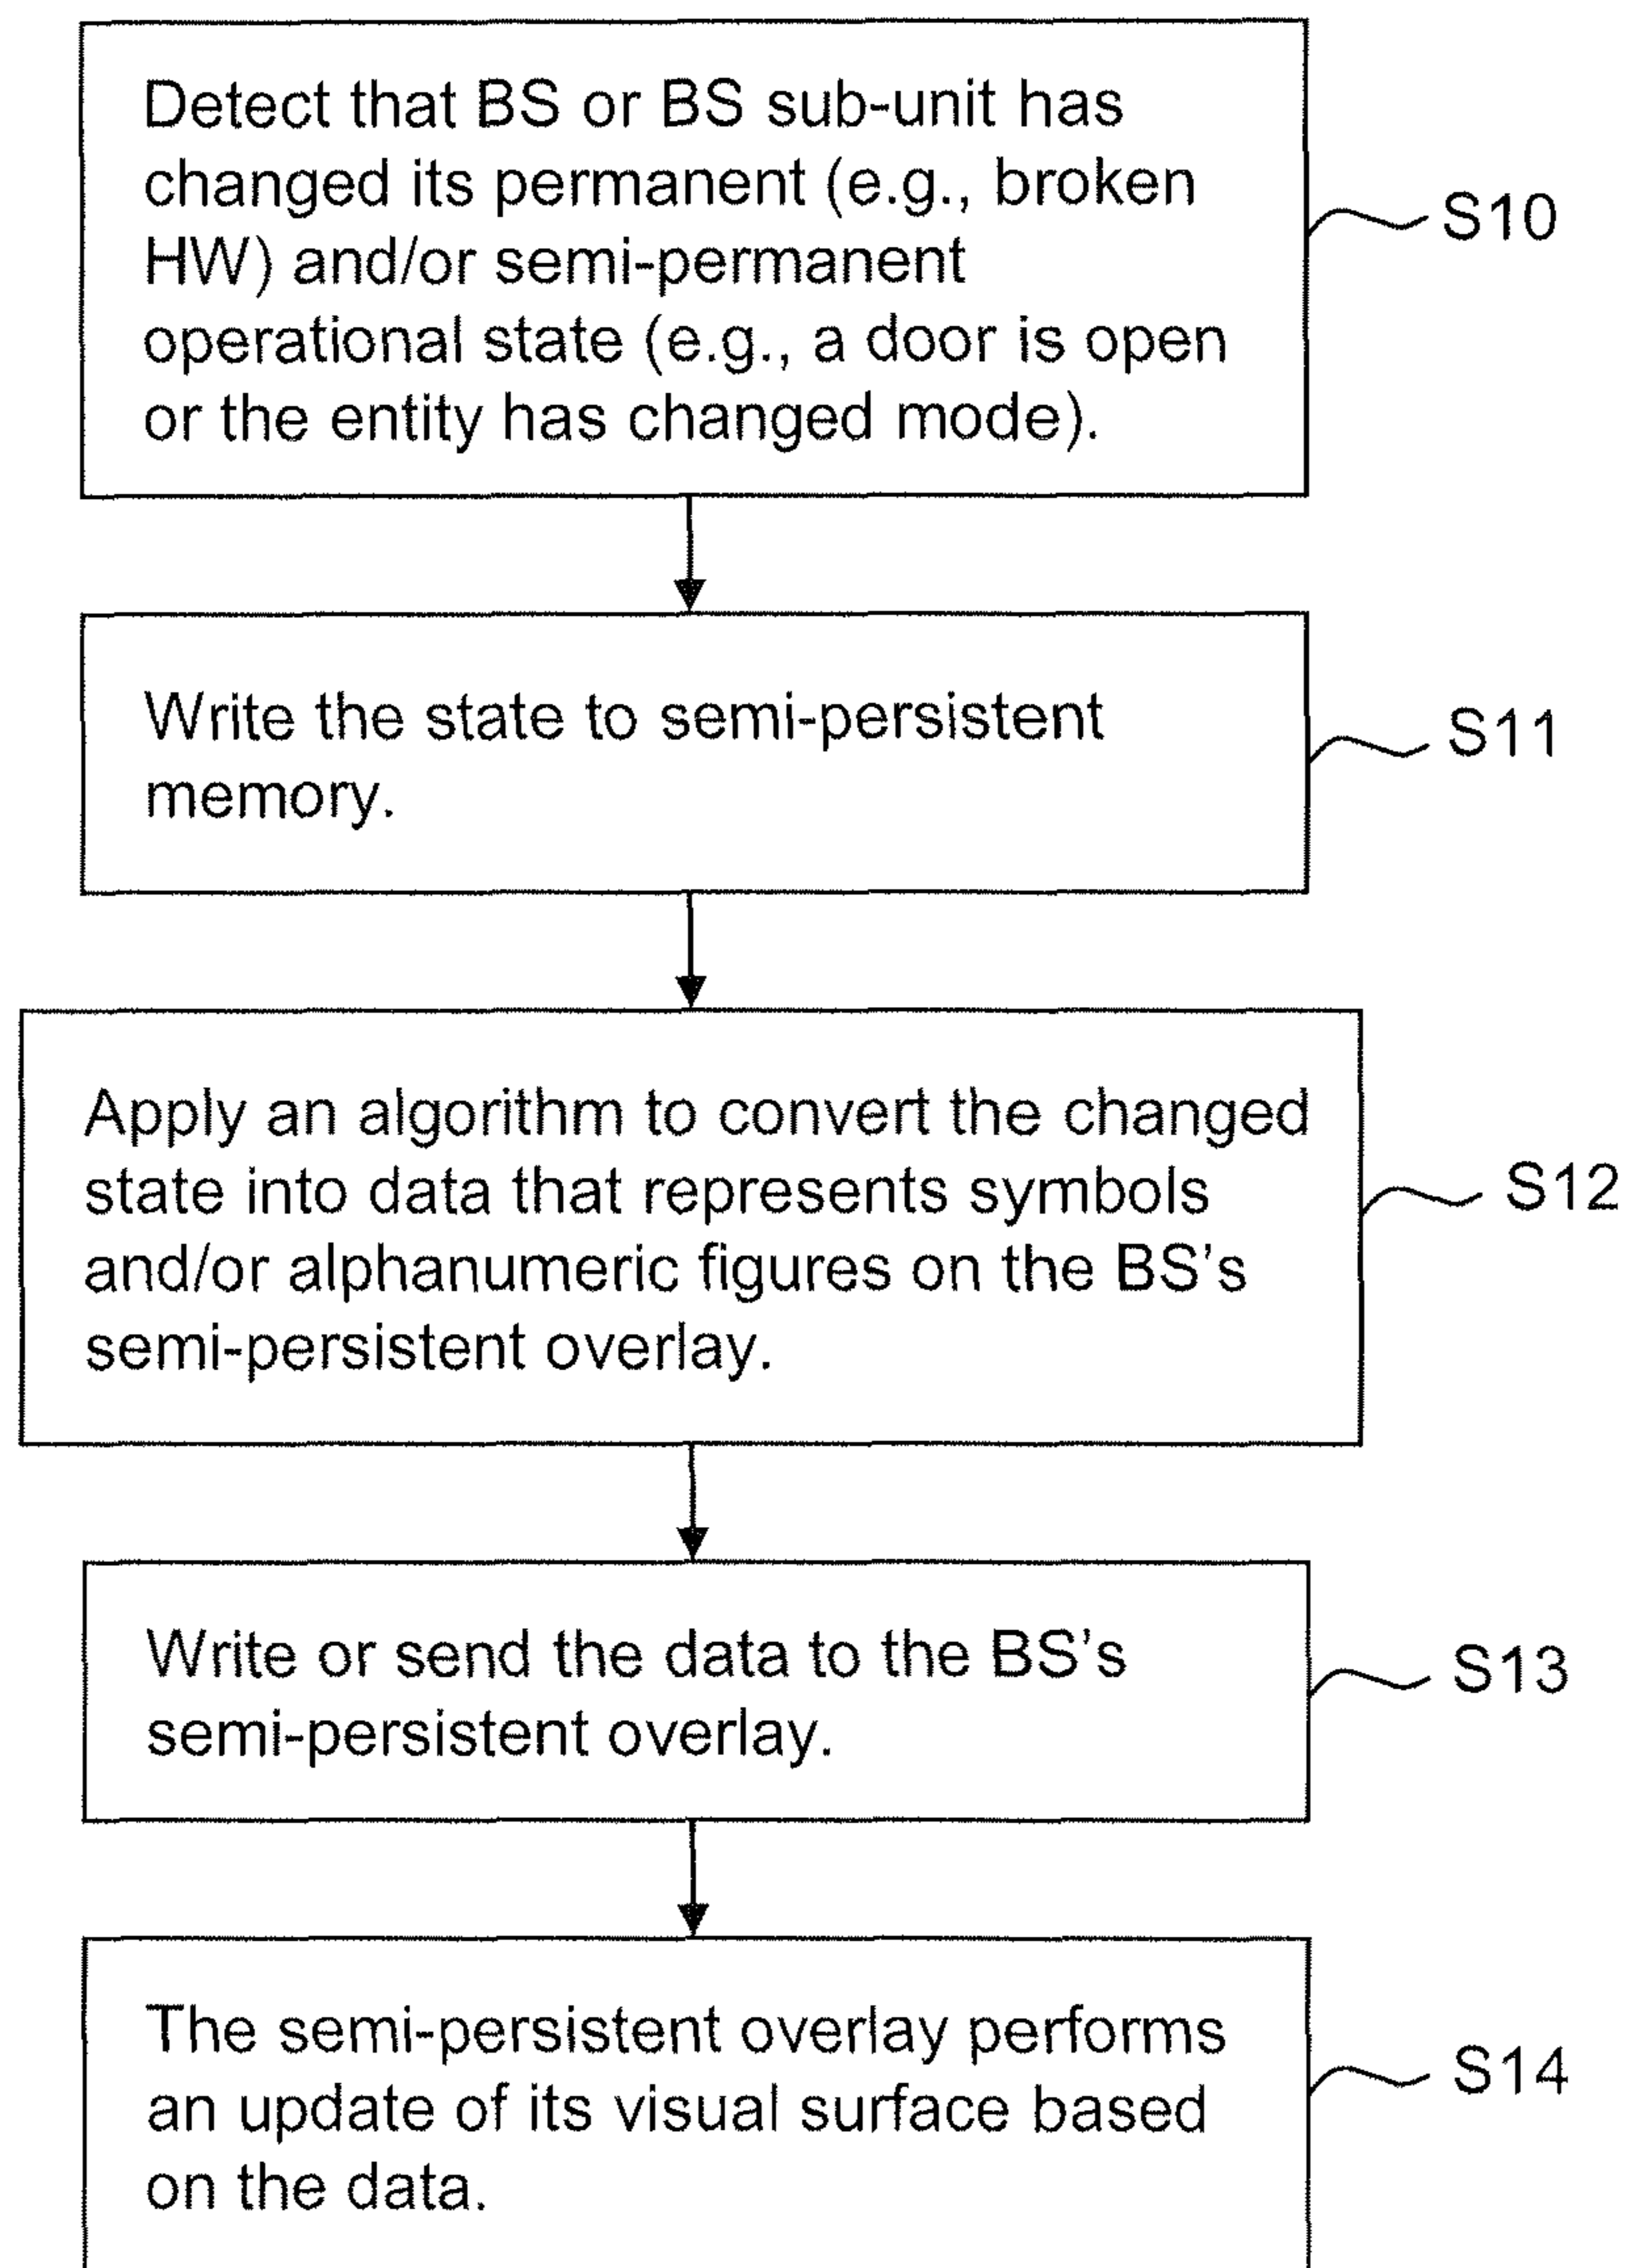 Detect that BS or BS sub-unit has
changed its permanent (e.g., broken
HW) and/or semi-permanent
operational state (e.g., a door is open
or the entity has changed mode).
S10
Write the state to semi-persistent
memory.
S11
Apply an algorithm to convert the changed
state into data that represents symbols
and/or alphanumeric figures on the BS's
semi-persistent overlay.
S12
Write or send the data to the BS's
semi-persistent overlay.
S13
The semi-persistent overlay performs
an update of its visual surface based
on the data.
S14